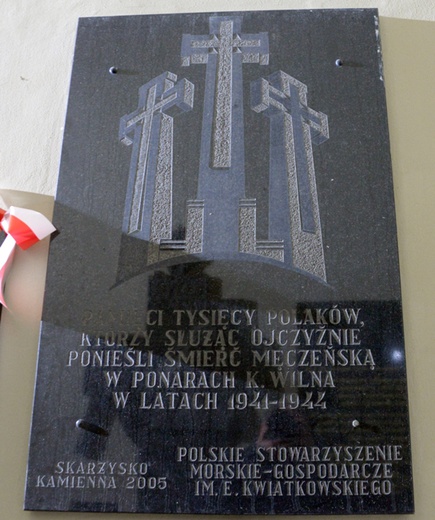 PAMIĘCI TYSIĘCY POLAKÓW,
KTÓRZY SŁUŻĄC OJCZYŹNIE
PONIEŚLI ŚMIERĆ MĘCZEŃSKĄ
W PONARACH K. WILNA
W LATACH 1941-1944
SKARŻYSKO
KAMIENNA 2005
POLSKIE STOWARZYSZENIE
MORSKIE-GOSPODARCZE
IM. E. KWIATKOWSKIEGO